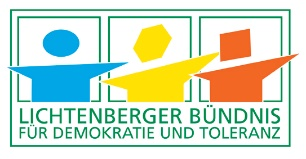 LICHTENBERGER BÜNDNIS
FÜR DEMOKRATIE UND TOLERANZ